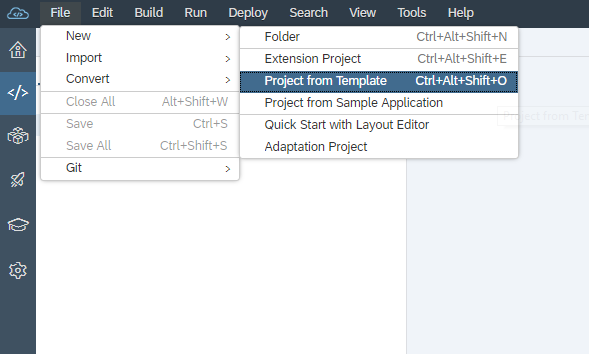 File Edit Build Run Deploy Search View Tools Help
New >
Import >
Convert >
Close All Alt+Shift+W
Save Ctrl+S
Save All Ctrl+Shift+S
Git >
Folder Ctrl+Alt+Shift+N
Extension Project Ctrl+Alt+Shift+E
Project from Template Ctrl+Alt+Shift+O
Project from Sample Application
Quick Start with Layout Editor
Adaptation Project
Project from Tem